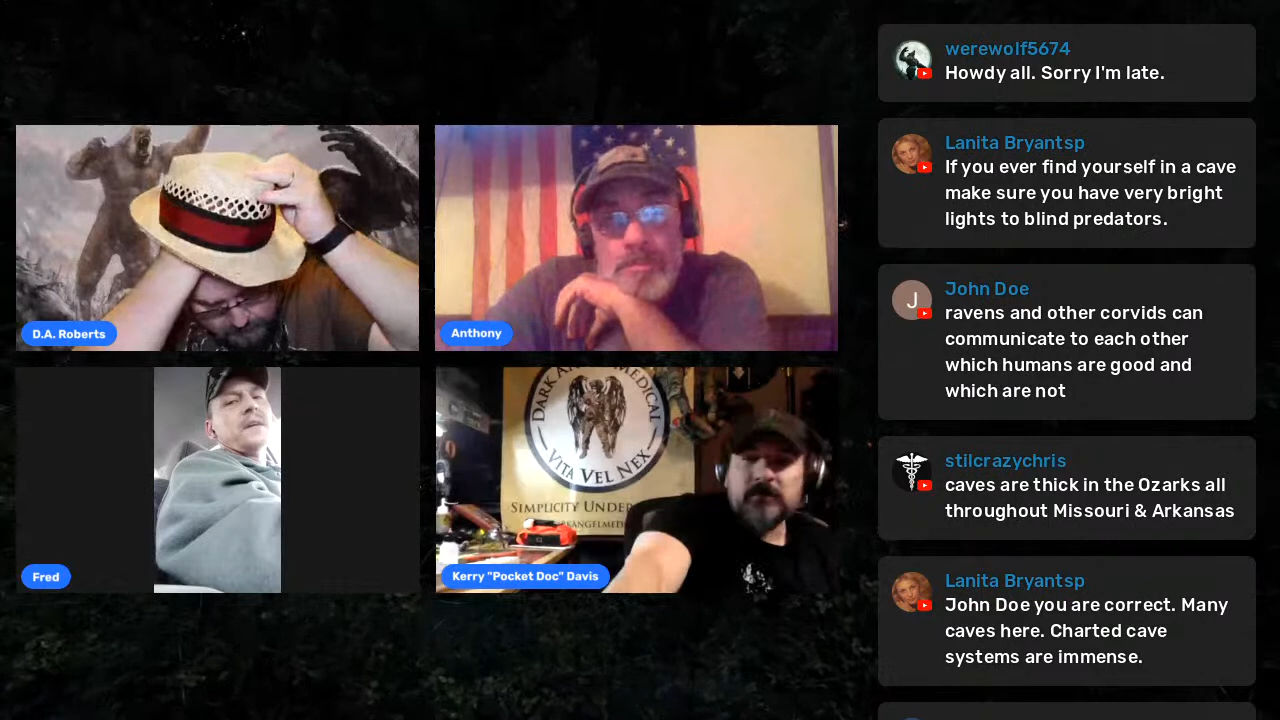 D.A. Roberts
Anthony
Fred
DARK A MEDICAL
VITA VEL NEX
SIMPLICITY UNDER
Kerry "Pocket Doc" Davis
werewolf5674
Howdy all. Sorry I'm late.
Lanita Bryantsp
If you ever find yourself in a cave
make sure you have very bright
lights to blind predators.
J
John Doe
ravens and other corvids can
communicate to each other
which humans are good and
which are not
stilcrazychris
caves are thick in the Ozarks all
throughout Missouri & Arkansas
Lanita Bryantsp
John Doe you are correct. Many
caves here. Charted cave
systems are immense.